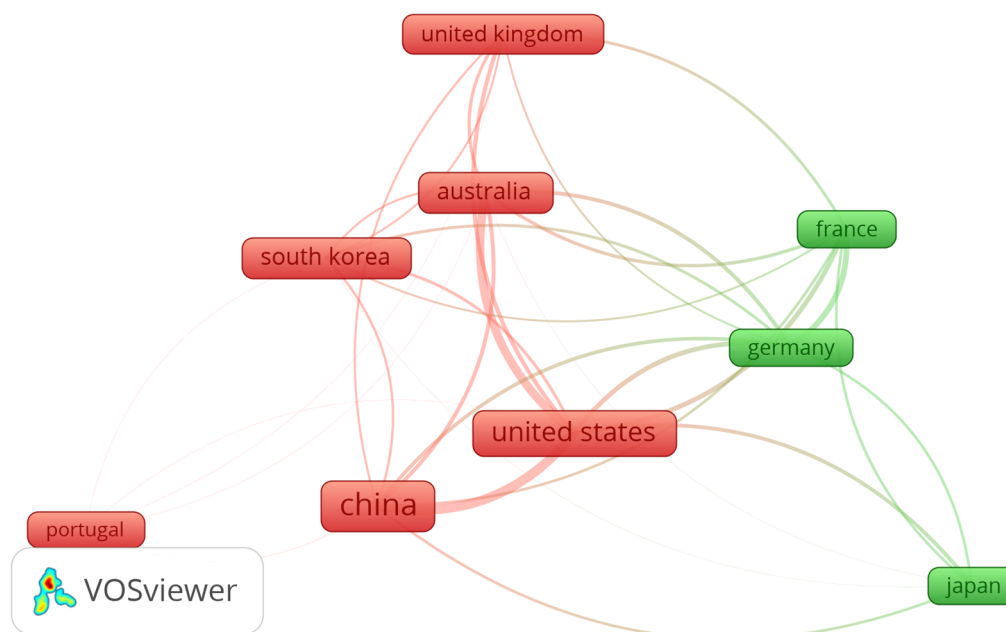 united kingdom
australia
france
south korea
germany
united states
china
portugal
japan
VOSviewer